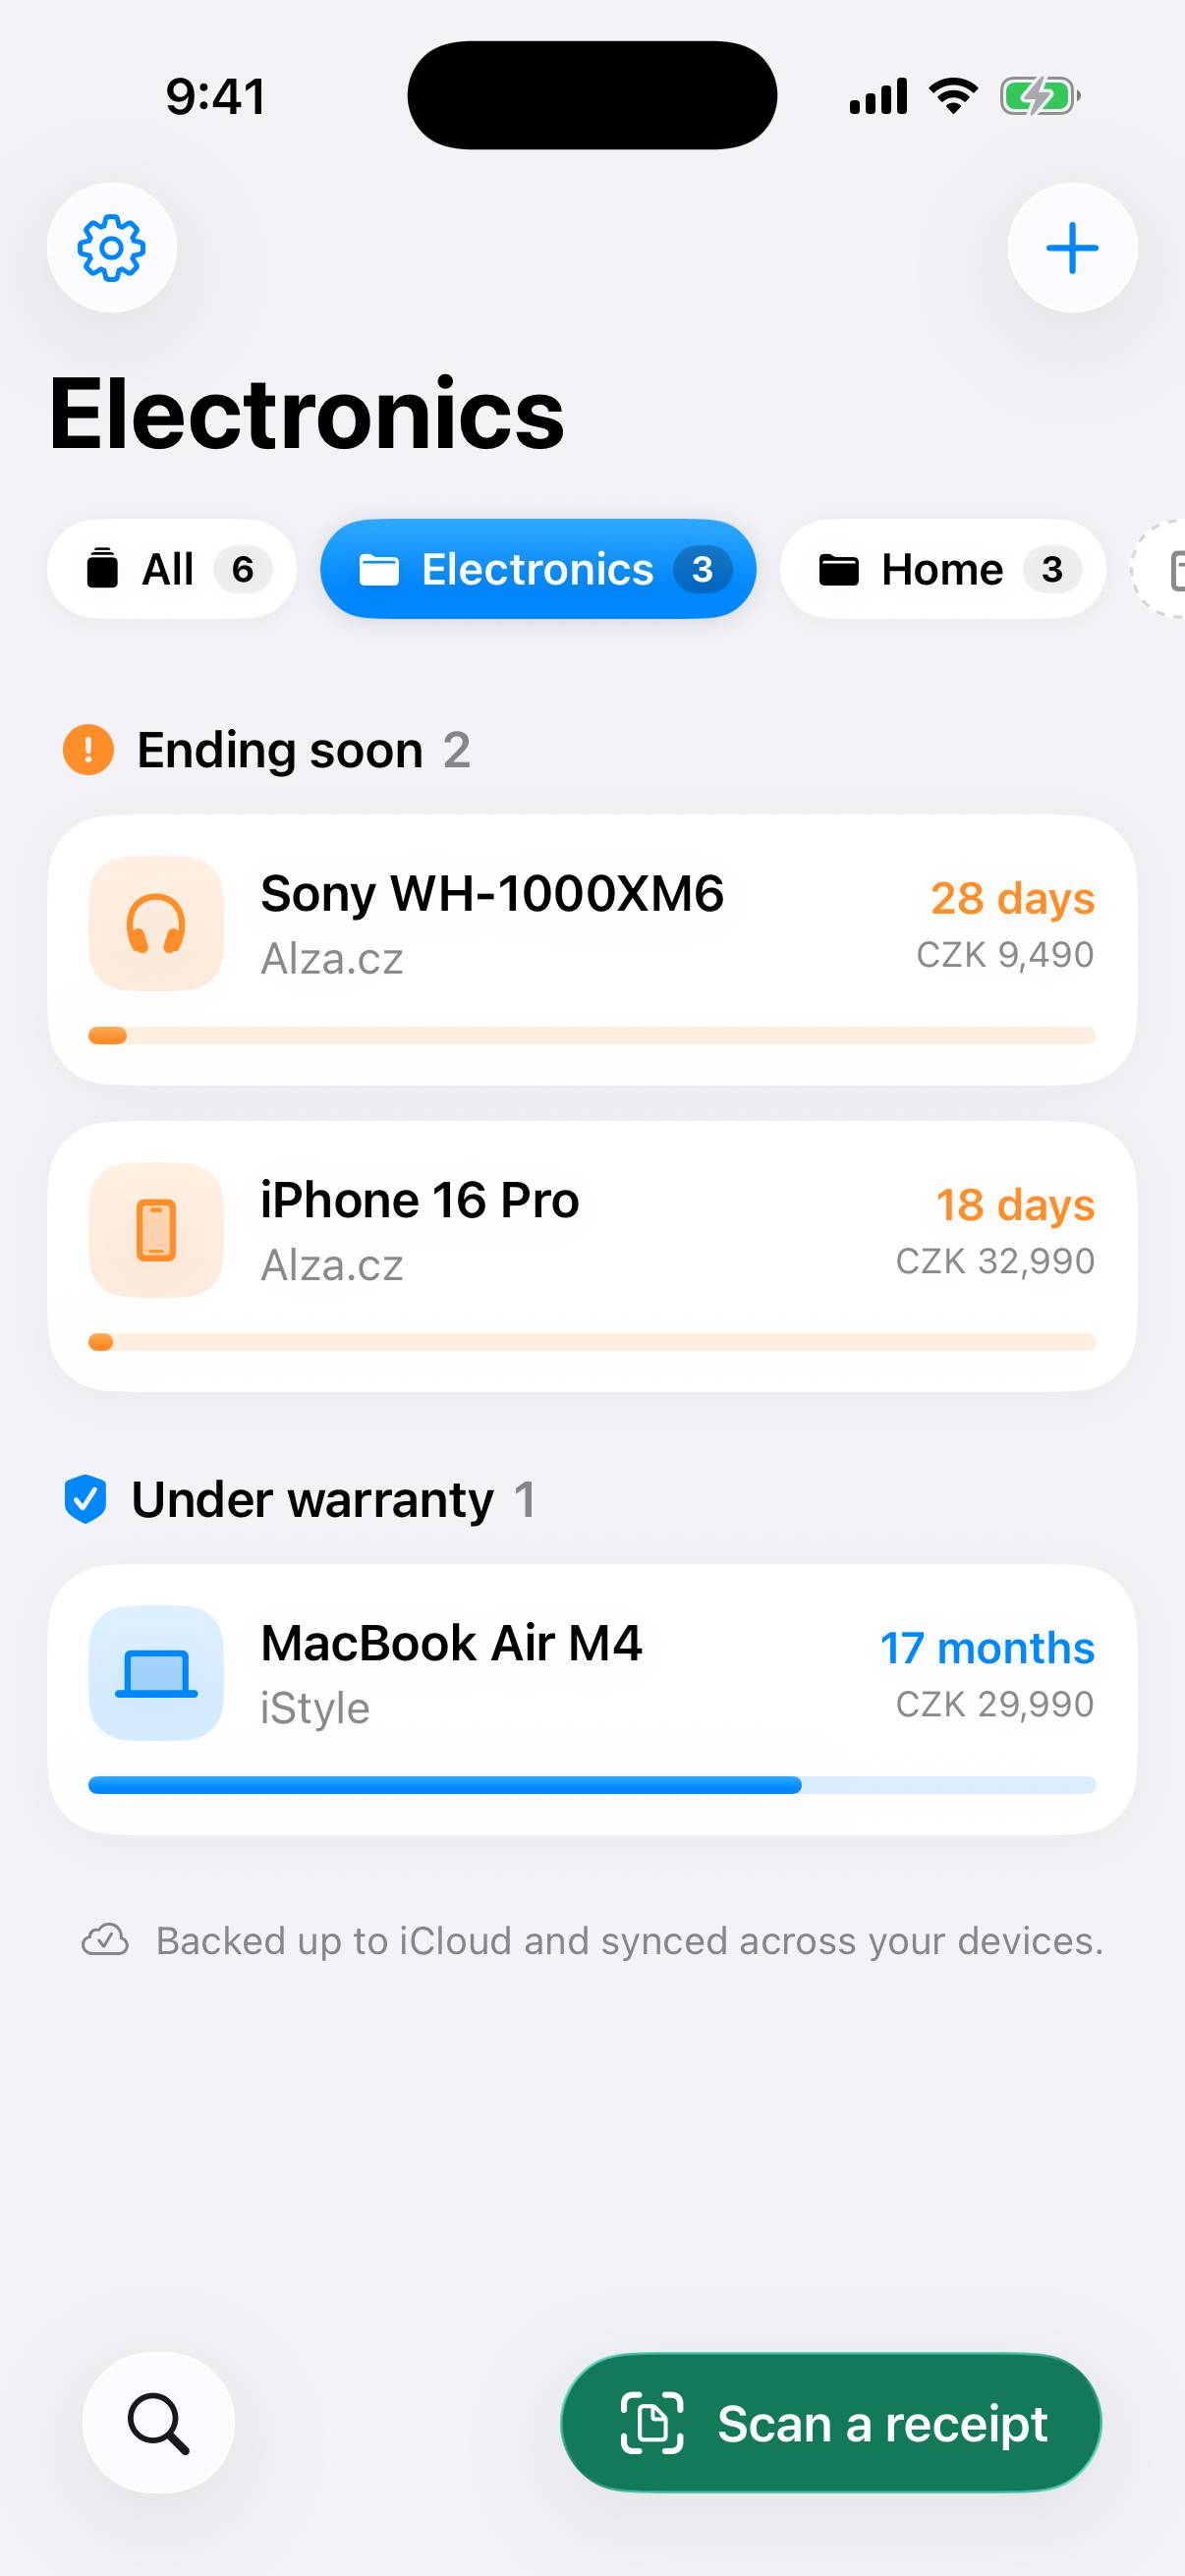 9:41
Electronics
All 6
Electronics 3
Home 3
Ending soon 2
Sony WH-1000XM6
28 days
Alza.cz
CZK 9,490
iPhone 16 Pro
18 days
Alza.cz
CZK 32,990
Under warranty 1
MacBook Air M4
17 months
iStyle
CZK 29,990
Backed up to iCloud and synced across your devices.
Scan a receipt